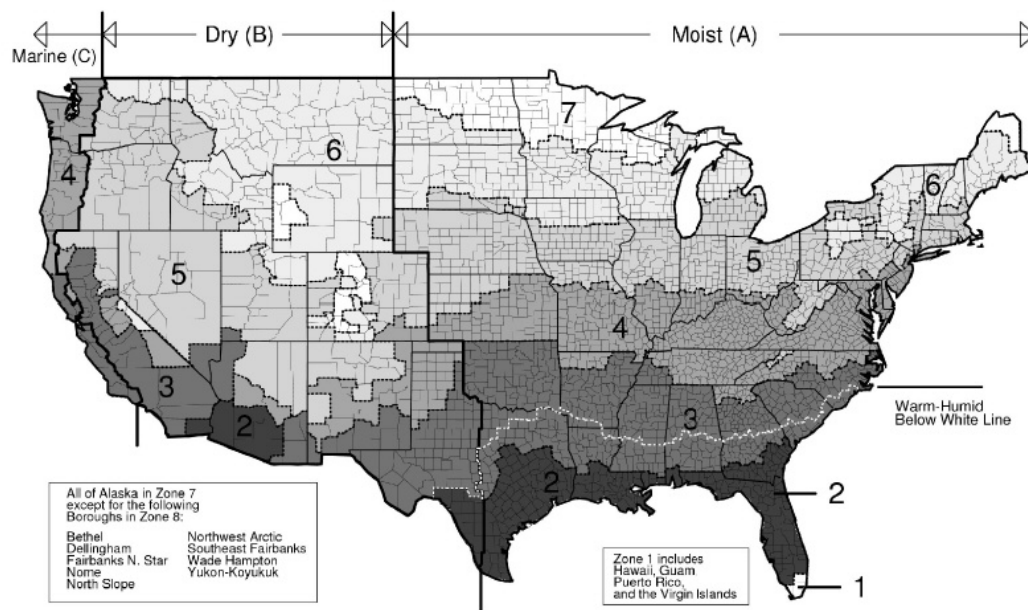 Marine (C)
Dry (B)
Moist (A)
7
6
6
4
5
5
4
3
3
2
2
2
1
Warm-Humid
Below White Line
All of Alaska in Zone 7
except for the following
Boroughs in Zone 8:
Bethel
Dellingham
Fairbanks N. Star
Nome
North Slope
Northwest Arctic
Southeast Fairbanks
Wade Hampton
Yukon-Koyukuk
Zone 1 includes
Hawaii, Guam
Puerto Rico,
and the Virgin Islands